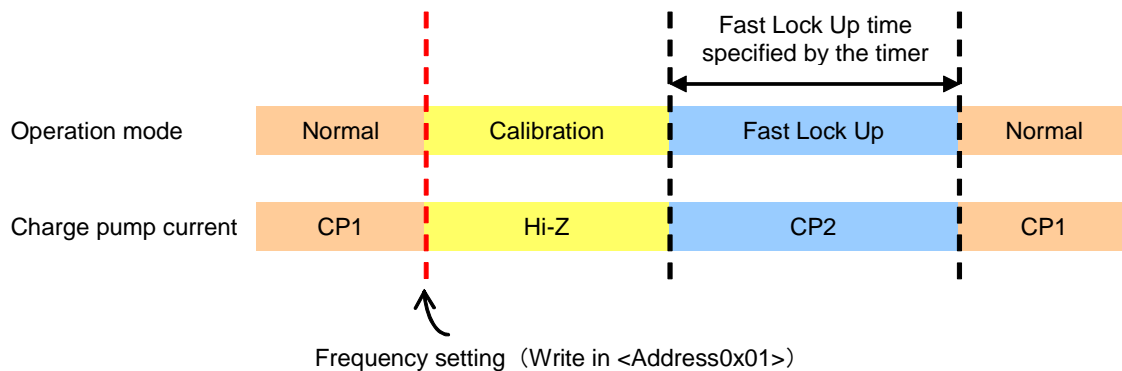 Fast Lock Up time
specified by the timer
Operation mode
Normal
Calibration
Fast Lock Up
Normal
Charge pump current
CP1
Hi-Z
CP2
CP1
Frequency setting（Write in <Address0x01>）